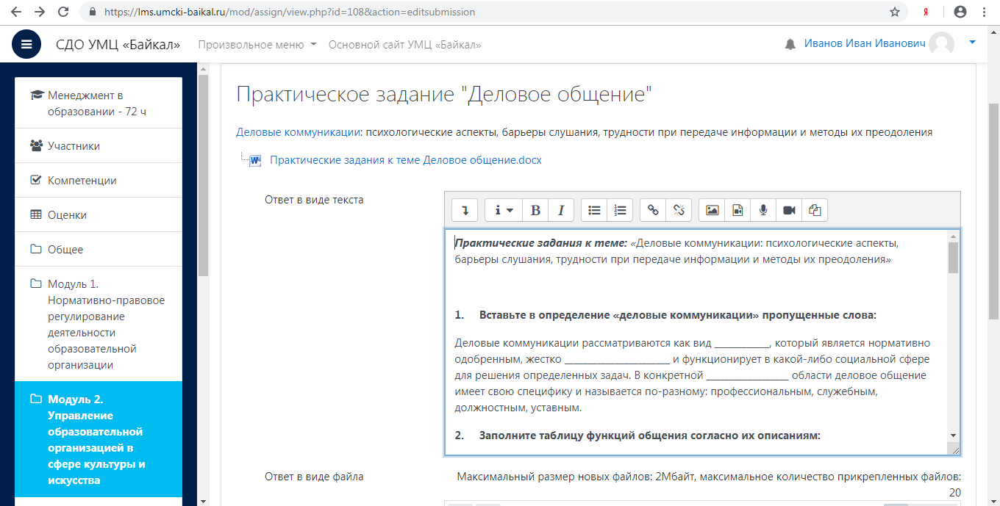 https://lms.umcki-baikal.ru/mod/assign/view.php?id=108&action=editsubmission
Я
СДО УМЦ «Байкал»
Произвольное меню
Основной сайт УМЦ «Байкал»
Иванов Иван Иванович
Менеджмент в
образовании - 72 ч
Участники
Компетенции
Оценки
Общее
Модуль 1.
Нормативно-правовое
регулирование
деятельности
образовательной
организации
Модуль 2.
Управление
образовательной
организацией в
сфере культуры и
искусства
Практическое задание "Деловое общение"
Деловые коммуникации: психологические аспекты, барьеры слушания, трудности при передаче информации и методы их преодоления
Практические задания к теме Деловое общение.docx
Ответ в виде текста
Практические задания к теме: «Деловые коммуникации: психологические аспекты,
барьеры слушания, трудности при передаче информации и методы их преодоления»
1. Вставьте в определение «деловые коммуникации» пропущенные слова:
Деловые коммуникации рассматриваются как вид ____________, который является нормативно
одобренным, жестко _______________________ и функционирует в какой-либо социальной сфере
для решения определенных задач. В конкретной __________________ области деловое общение
имеет свою специфику и называется по-разному: профессиональным, служебным,
должностным, уставным.
2. Заполните таблицу функций общения согласно их описаниям:
Ответ в виде файла
Максимальный размер новых файлов: 2Мбайт, максимальное количество прикрепленных файлов:
20